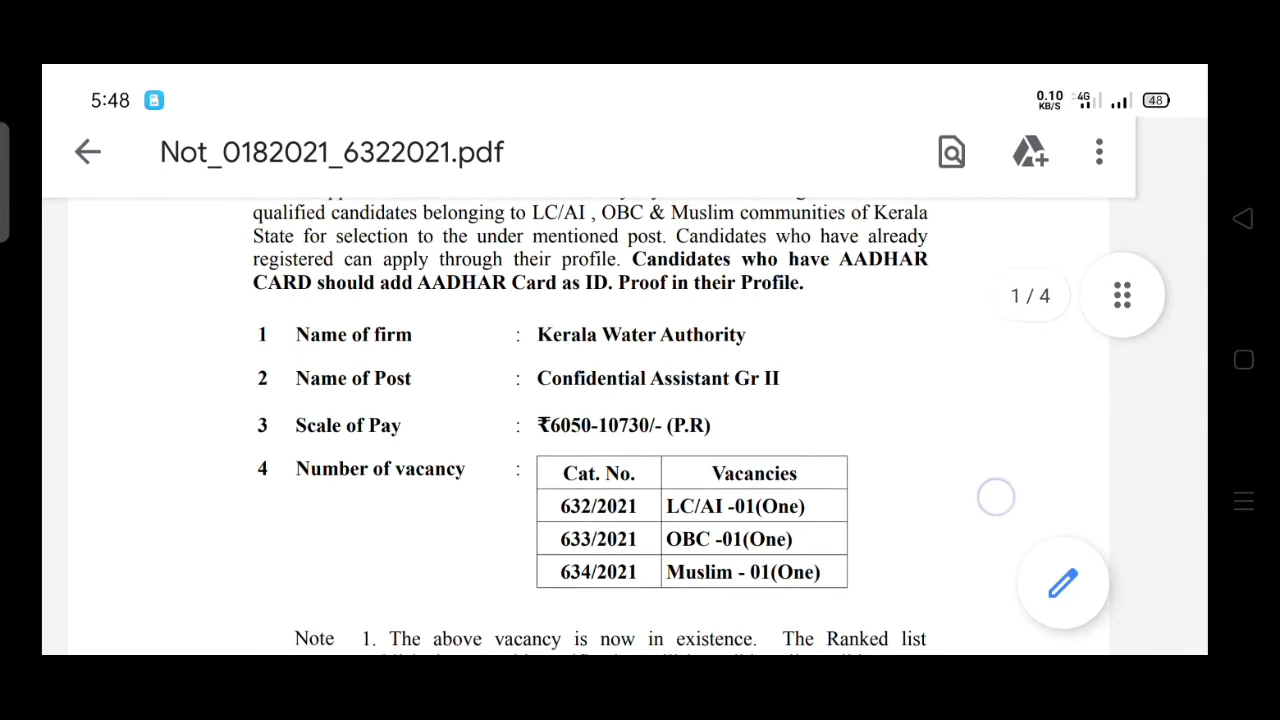 5:48
0.10 KB/S 4G 48
Not_0182021_6322021.pdf
qualified candidates belonging to LC/AI , OBC & Muslim communities of Kerala
State for selection to the under mentioned post. Candidates who have already
registered can apply through their profile. Candidates who have AADHAR
CARD should add AADHAR Card as ID. Proof in their Profile.
1 / 4
1 Name of firm : Kerala Water Authority
2 Name of Post : Confidential Assistant Gr II
3 Scale of Pay : ₹6050-10730/- (P.R)
4 Number of vacancy :
Cat. No. Vacancies
632/2021 LC/AI -01(One)
633/2021 OBC -01(One)
634/2021 Muslim - 01(One)
Note 1. The above vacancy is now in existence. The Ranked list